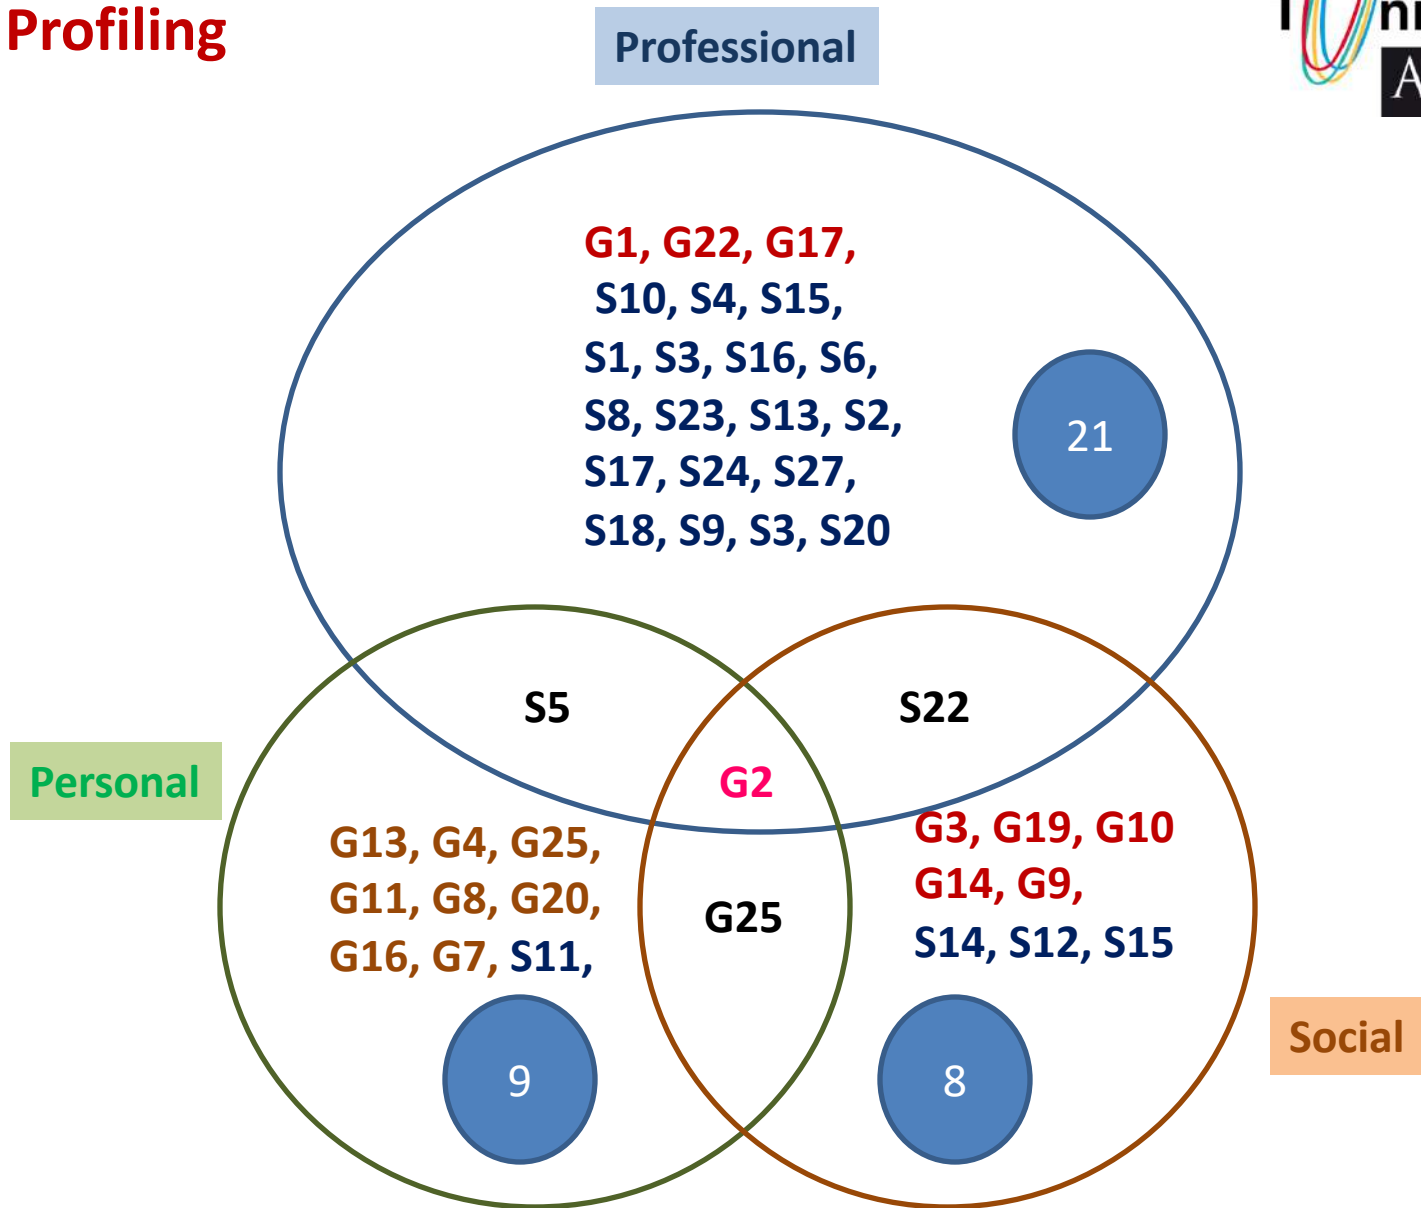 Profiling
Professional
G1, G22, G17,
S10, S4, S15,
S1, S3, S16, S6,
S8, S23, S13, S2,
S17, S24, S27,
S18, S9, S3, S20
21
S5
S22
G2
Personal
G13, G4, G25,
G11, G8, G20,
G16, G7, S11,
G25
G3, G19, G10
G14, G9,
S14, S12, S15
9
8
Social